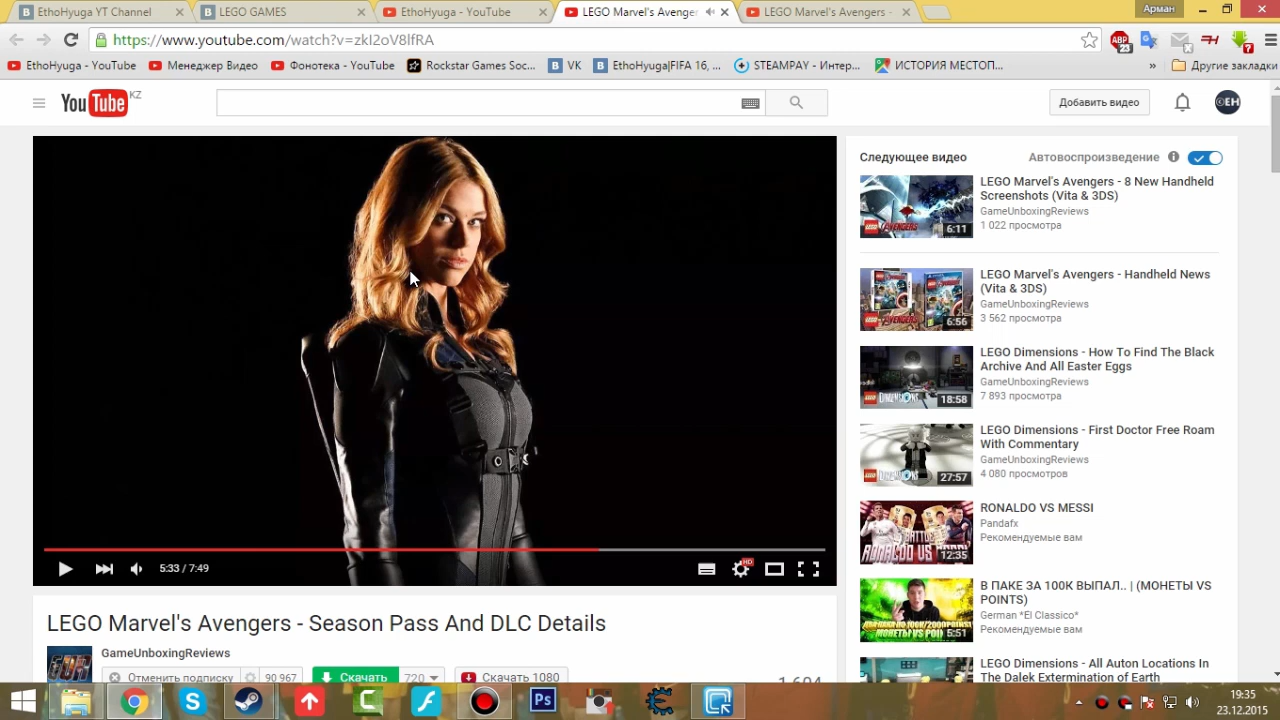 EthoHyuga YT Channel
LEGO GAMES
EthoHyuga - YouTube
LEGO Marvel's Avenger
LEGO Marvel's Avengers -
Арман
https://www.youtube.com/watch?v=zkI2oV8lfRA
ABP
23
7
EthoHyuga - YouTube
Менеджер Видео
Фонотека - YouTube
Rockstar Games Soc...
VK
EthoHyuga|FIFA 16, ...
STEAMPAY - Интер...
ИСТОРИЯ МЕСТОП...
»
Другие закладки
YouTube KZ
Добавить видео
©EH
Следующее видео
Автовоспроизведение
LEGO Marvel's Avengers - 8 New Handheld
Screenshots (Vita & 3DS)
GameUnboxingReviews
1 022 просмотра
6:11
LEGO Marvel's Avengers - Handheld News
(Vita & 3DS)
GameUnboxingReviews
3 562 просмотра
6:56
LEGO Dimensions - How To Find The Black
Archive And All Easter Eggs
GameUnboxingReviews
7 893 просмотра
18:58
LEGO Dimensions - First Doctor Free Roam
With Commentary
GameUnboxingReviews
4 080 просмотров
27:57
RONALDO VS MESSI
Pandafx
Рекомендуемые вам
12:35
В ПАКЕ ЗА 100К ВЫПАЛ.. | (МОНЕТЫ VS
POINTS)
German *El Classico*
Рекомендуемые вам
5:51
LEGO Dimensions - All Auton Locations In
The Dalek Extermination of Earth
5:33 / 7:49
HD
LEGO Marvel's Avengers - Season Pass And DLC Details
GameUnboxingReviews
Отменить подписку
90 967
Скачать
720
Скачать 1080
1 604
19:35
23.12.2015